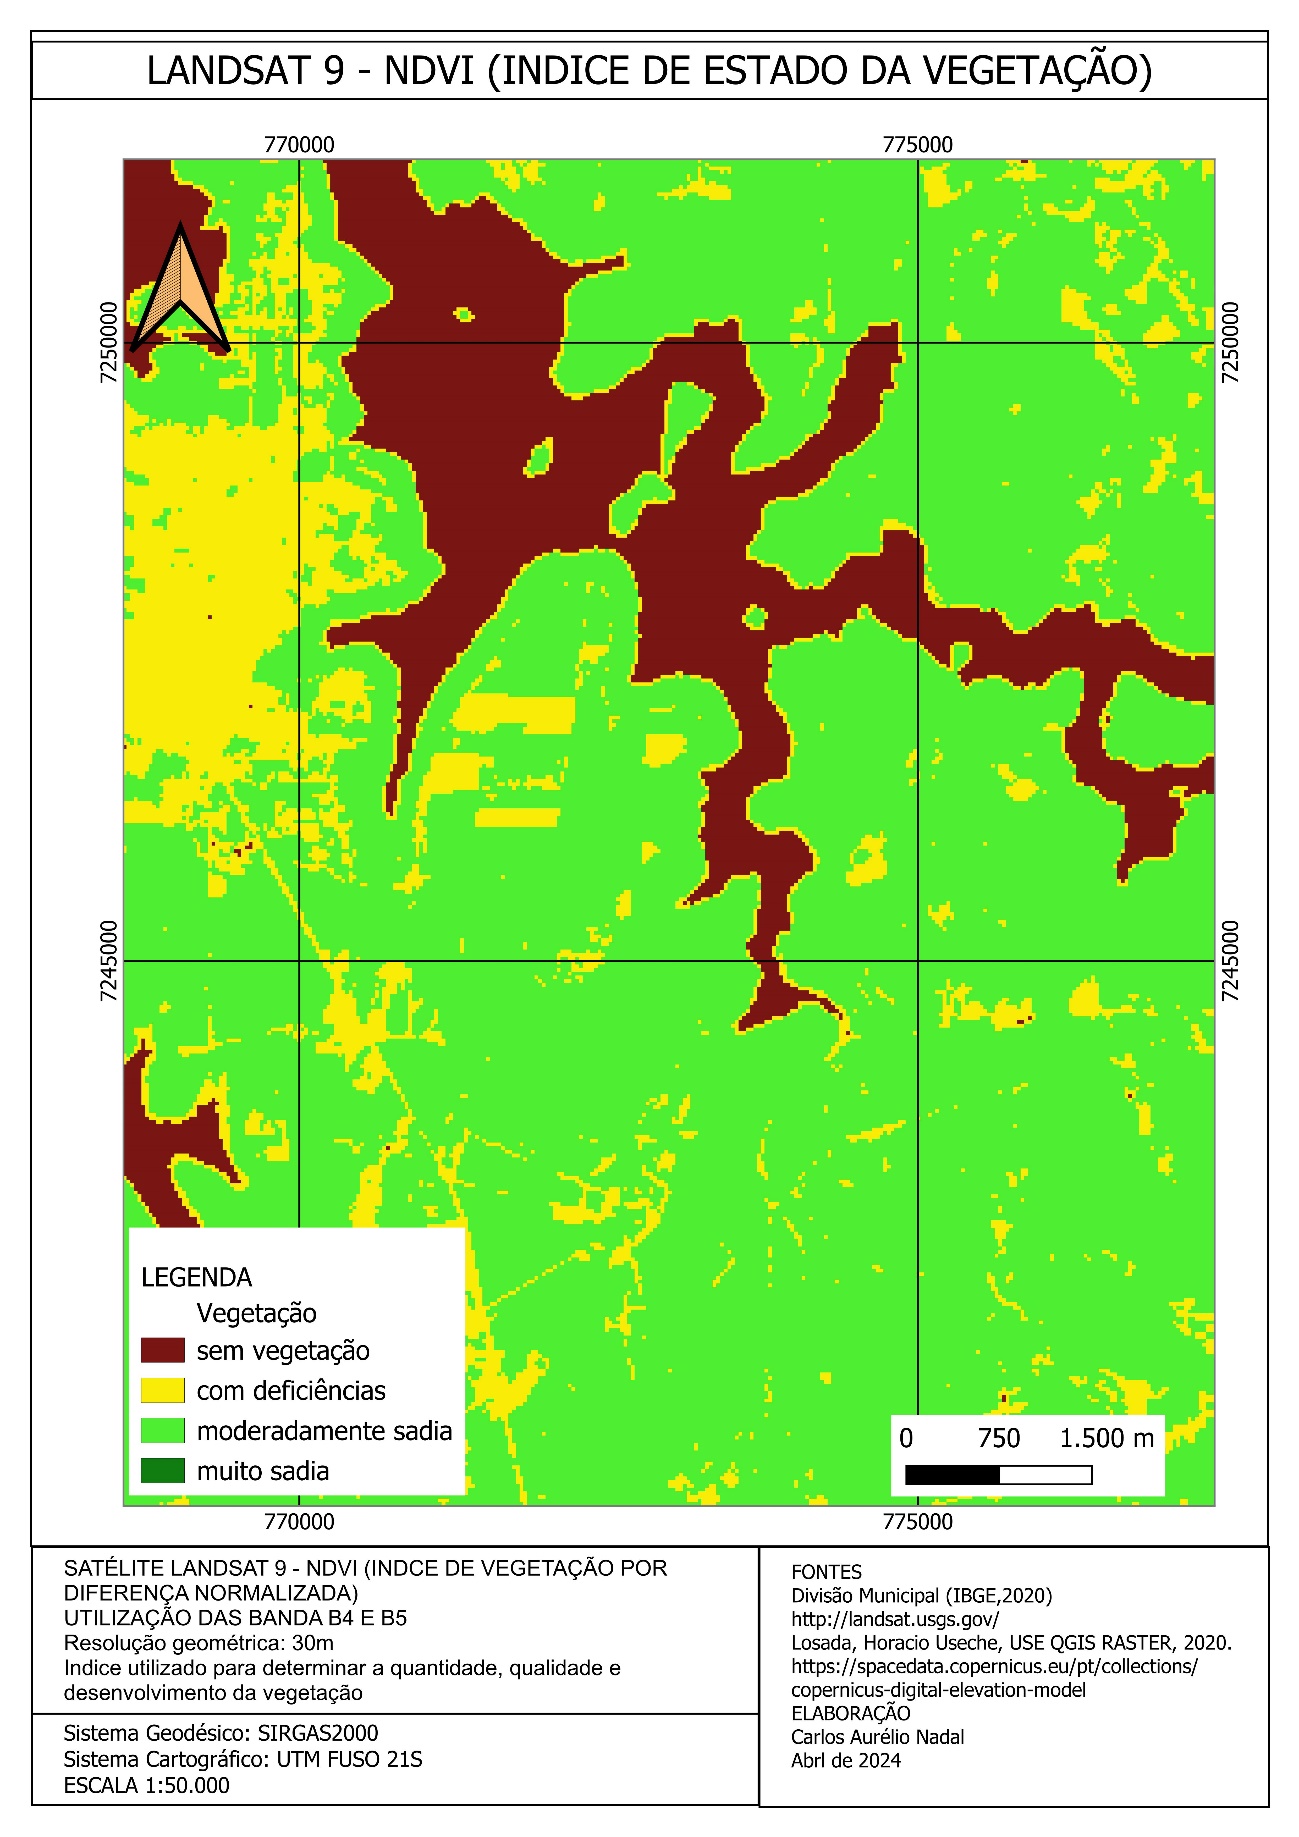 LANDSAT 9 - NDVI (INDICE DE ESTADO DA VEGETAÇÃO)
770000
775000
7250000
7250000
7245000
7245000
LEGENDA
Vegetação
sem vegetação
com deficiências
moderadamente sadia
muito sadia
0 750 1.500 m
770000
775000
SATÉLITE LANDSAT 9 - NDVI (INDCE DE VEGETAÇÃO POR
DIFERENÇA NORMALIZADA)
UTILIZAÇÃO DAS BANDA B4 E B5
Resolução geométrica: 30m
Indice utilizado para determinar a quantidade, qualidade e
desenvolvimento da vegetação
Sistema Geodésico: SIRGAS2000
Sistema Cartográfico: UTM FUSO 21S
ESCALA 1:50.000
FONTES
Divisão Municipal (IBGE,2020)
http://landsat.usgs.gov/
Losada, Horacio Useche, USE QGIS RASTER, 2020.
https://spacedata.copernicus.eu/pt/collections/
copernicus-digital-elevation-model
ELABORAÇÃO
Carlos Aurélio Nadal
Abrl de 2024